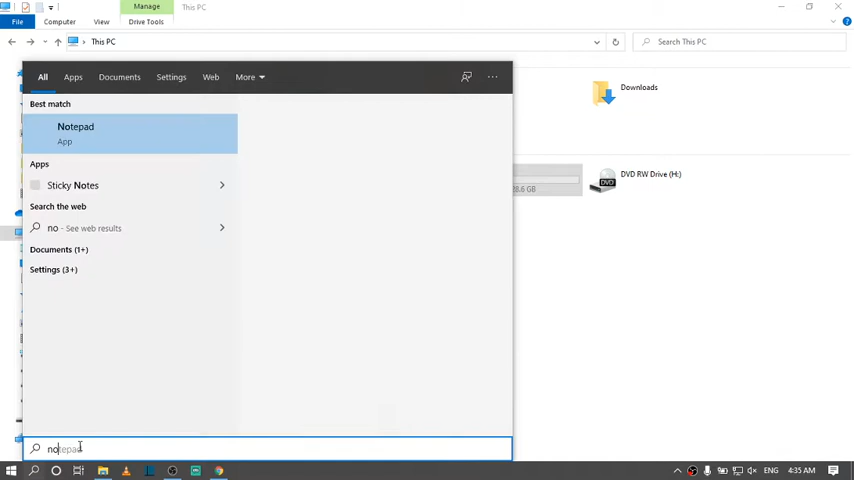 Manage
This PC
File
Computer
View
Drive Tools
This PC
Search This PC
All
Apps
Documents
Settings
Web
More
Best match
Notepad
App
Downloads
Apps
Sticky Notes
DVD RW Drive (H:)
DVD
Search the web
no - See web results
Documents (1+)
Settings (3+)
notepad
ENG
4:35 AM